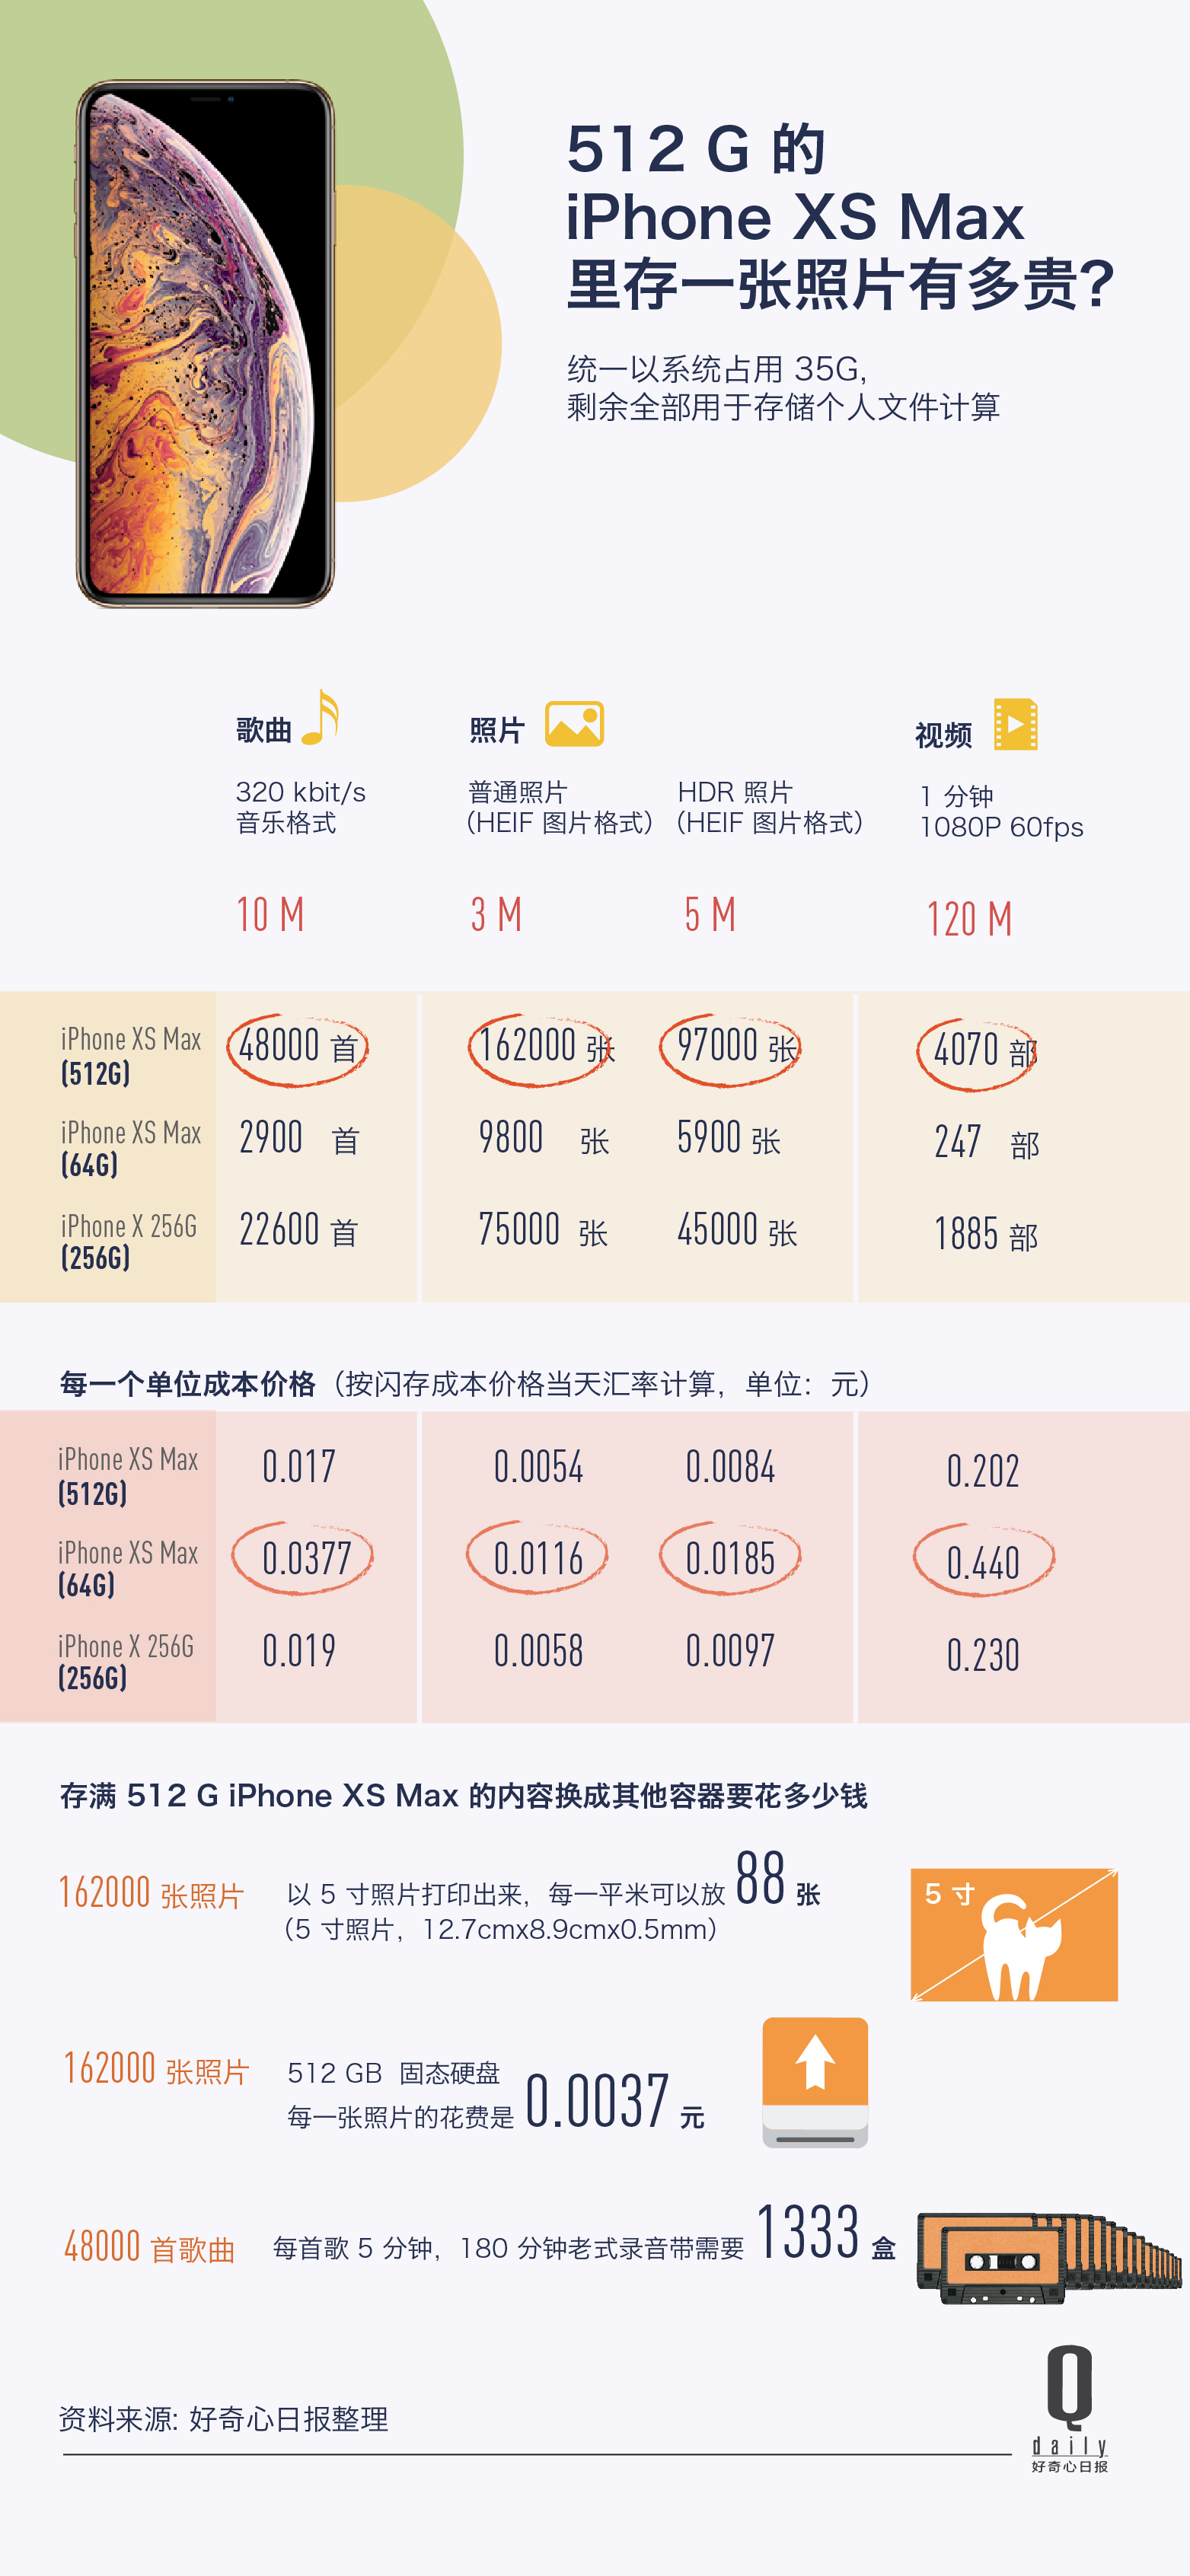 512 G 的
iPhone XS Max
里存一张照片有多贵?
统一以系统占用 35G,
剩余全部用于存储个人文件计算
歌曲 照片 视频
320 kbit/s 普通照片 HDR 照片 1 分钟
音乐格式 （HEIF 图片格式） （HEIF 图片格式） 1080P 60fps
10 M 3 M 5 M 120 M
iPhone XS Max 48000 首 162000 张 97000 张 4070 部
(512G)
iPhone XS Max 2900 首 9800 张 5900 张 247 部
(64G)
iPhone X 256G 22600 首 75000 张 45000 张 1885 部
(256G)
每一个单位成本价格（按闪存成本价格当天汇率计算，单位：元）
iPhone XS Max 0.017 0.0054 0.0084 0.202
(512G)
iPhone XS Max 0.0377 0.0116 0.0185 0.440
(64G)
iPhone X 256G 0.019 0.0058 0.0097 0.230
(256G)
存满 512 G iPhone XS Max 的内容换成其他容器要花多少钱
162000 张照片 以 5 寸照片打印出来，每一平米可以放 88 张
（5 寸照片，12.7cmx8.9cmx0.5mm）
5 寸
162000 张照片 512 GB 固态硬盘
每一张照片的花费是 0.0037 元
48000 首歌曲 每首歌 5 分钟，180 分钟老式录音带需要 1333 盒
资料来源: 好奇心日报整理
Q
daily
好奇心日报